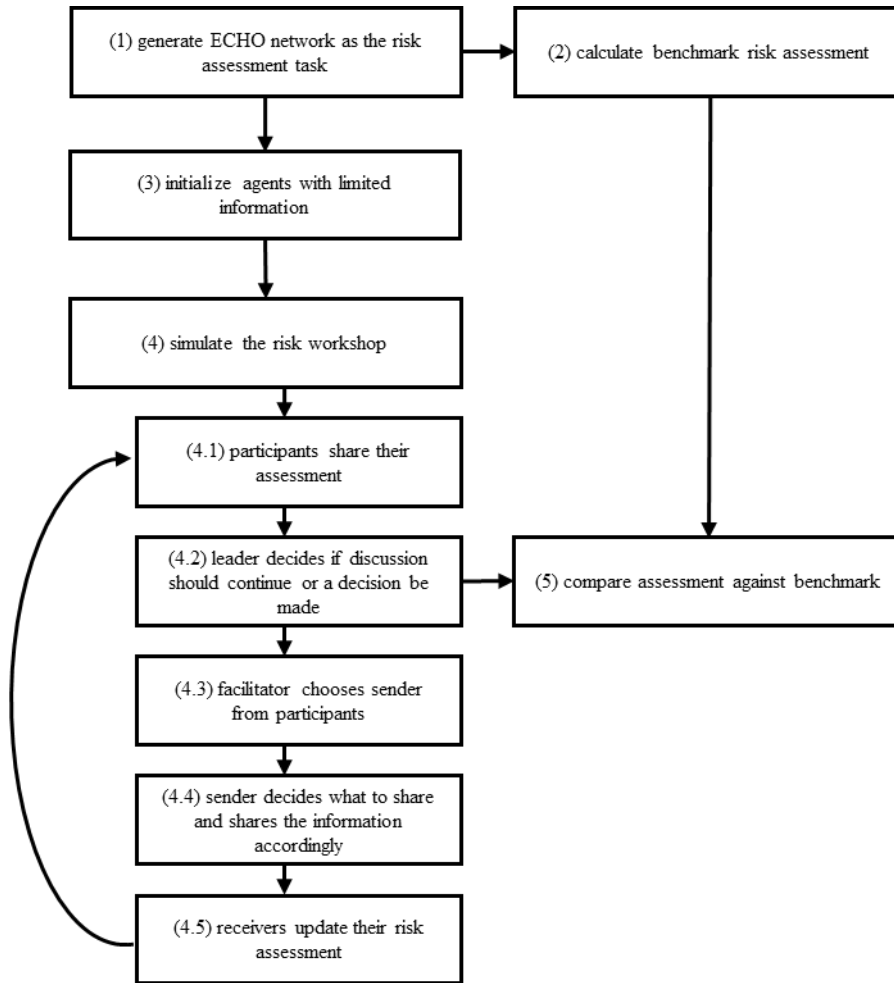 (1) generate ECHO network as the risk
assessment task
(2) calculate benchmark risk assessment
(3) initialize agents with limited
information
(4) simulate the risk workshop
(4.1) participants share their
assessment
(4.2) leader decides if discussion
should continue or a decision be
made
(5) compare assessment against benchmark
(4.3) facilitator chooses sender
from participants
(4.4) sender decides what to share
and shares the information
accordingly
(4.5) receivers update their risk
assessment